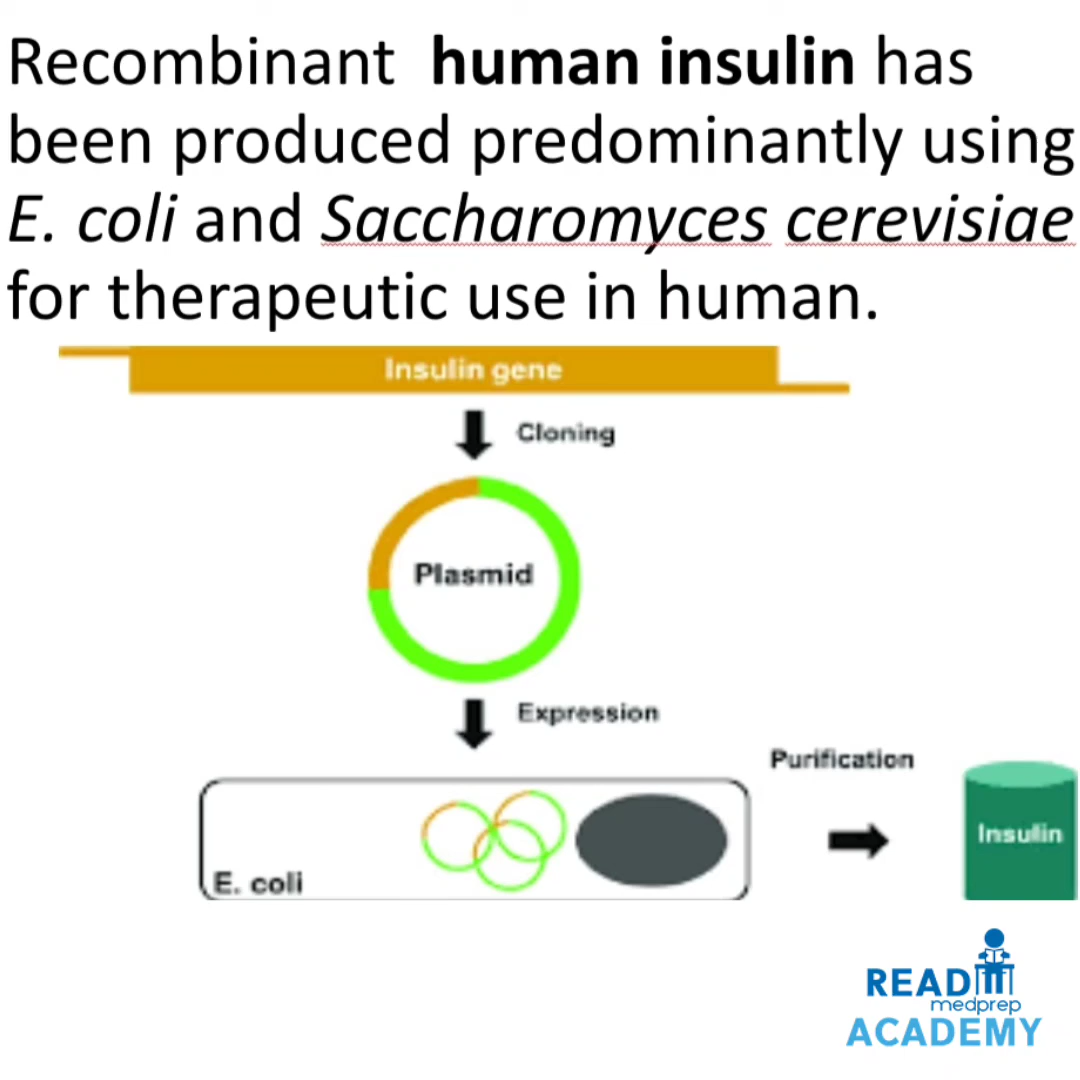 Recombinant human insulin has
been produced predominantly using
E. coli and Saccharomyces cerevisiae
for therapeutic use in human.
Insulin gene
Cloning
Plasmid
Expression
Purification
Insulin
E. coli
READ
medprep
ACADEMY